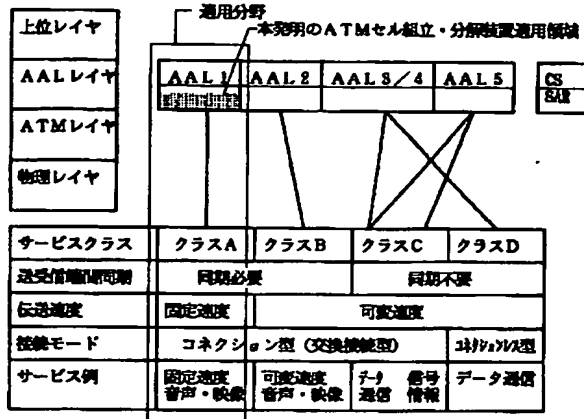 適用分野
本発明のATMセル組立・分解装置適用領域
上位レイヤ
AALレイヤ
AAL1 AAL2 AAL3/4 AAL5
CS
SAR
ATMレイヤ
物理レイヤ
サービスクラス クラスA クラスB クラスC クラスD
送受信端間同期 同期必要 同期不要
伝送速度 固定速度 可変速度
接続モード コネクション型(交換接続型) コネクションレス型
サービス例 固定速度 可変速度 データ 信号 データ通信
音声・映像 音声・映像 通信 情報